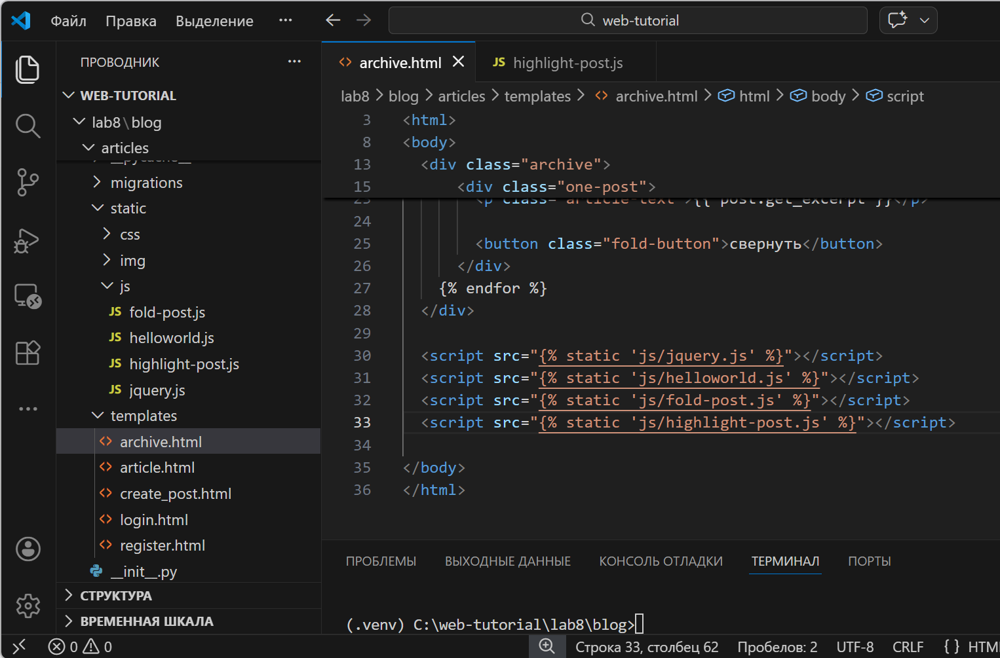 Файл Правка Выделение ··· web-tutorial
ПРОВОДНИК ···
WEB-TUTORIAL
lab8\blog
articles
__pycache__
migrations
static
css
img
js
JS fold-post.js
JS helloworld.js
JS highlight-post.js
JS jquery.js
templates
<> archive.html
<> article.html
<> create_post.html
<> login.html
<> register.html
__init__.py
СТРУКТУРА
ВРЕМЕННАЯ ШКАЛА
<> archive.html JS highlight-post.js
lab8 > blog > articles > templates > <> archive.html > html > body > script
3 <html>
8 <body>
13 <div class="archive">
15 <div class="one-post">
23 <p class="article-text">{{ post.get_excerpt }}</p>
24
25 <button class="fold-button">свернуть</button>
26 </div>
27 {% endfor %}
28 </div>
29
30 <script src="{% static 'js/jquery.js' %}"></script>
31 <script src="{% static 'js/helloworld.js' %}"></script>
32 <script src="{% static 'js/fold-post.js' %}"></script>
33 <script src="{% static 'js/highlight-post.js' %}"></script>
34
35 </body>
36 </html>
ПРОБЛЕМЫ ВЫХОДНЫЕ ДАННЫЕ КОНСОЛЬ ОТЛАДКИ ТЕРМИНАЛ ПОРТЫ
(.venv) C:\web-tutorial\lab8\blog>
0 0 Строка 33, столбец 62 Пробелов: 2 UTF-8 CRLF {} HTM